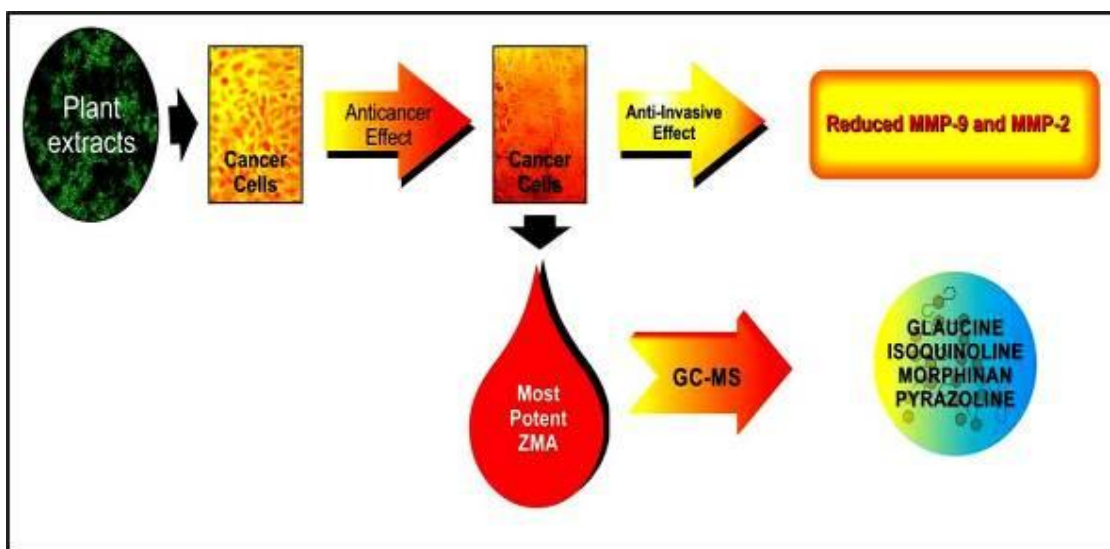 Plant
extracts
Cancer
Cells
Anticancer
Effect
Cancer
Cells
Anti-Invasive
Effect
Reduced MMP-9 and MMP-2
Most
Potent
ZMA
GC-MS
GLAUCINE
ISOQUINOLINE
MORPHINAN
PYRAZOLINE